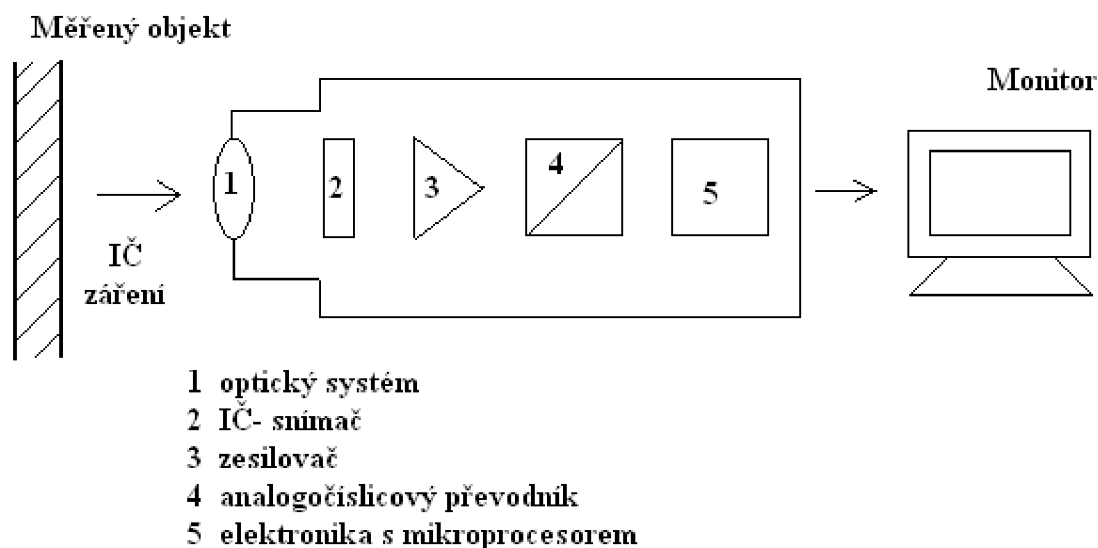 Měřený objekt
Monitor
1
2
3
4
5
IČ
záření
1 optický systém
2 IČ- snímač
3 zesilovač
4 analogočíslicový převodník
5 elektronika s mikroprocesorem